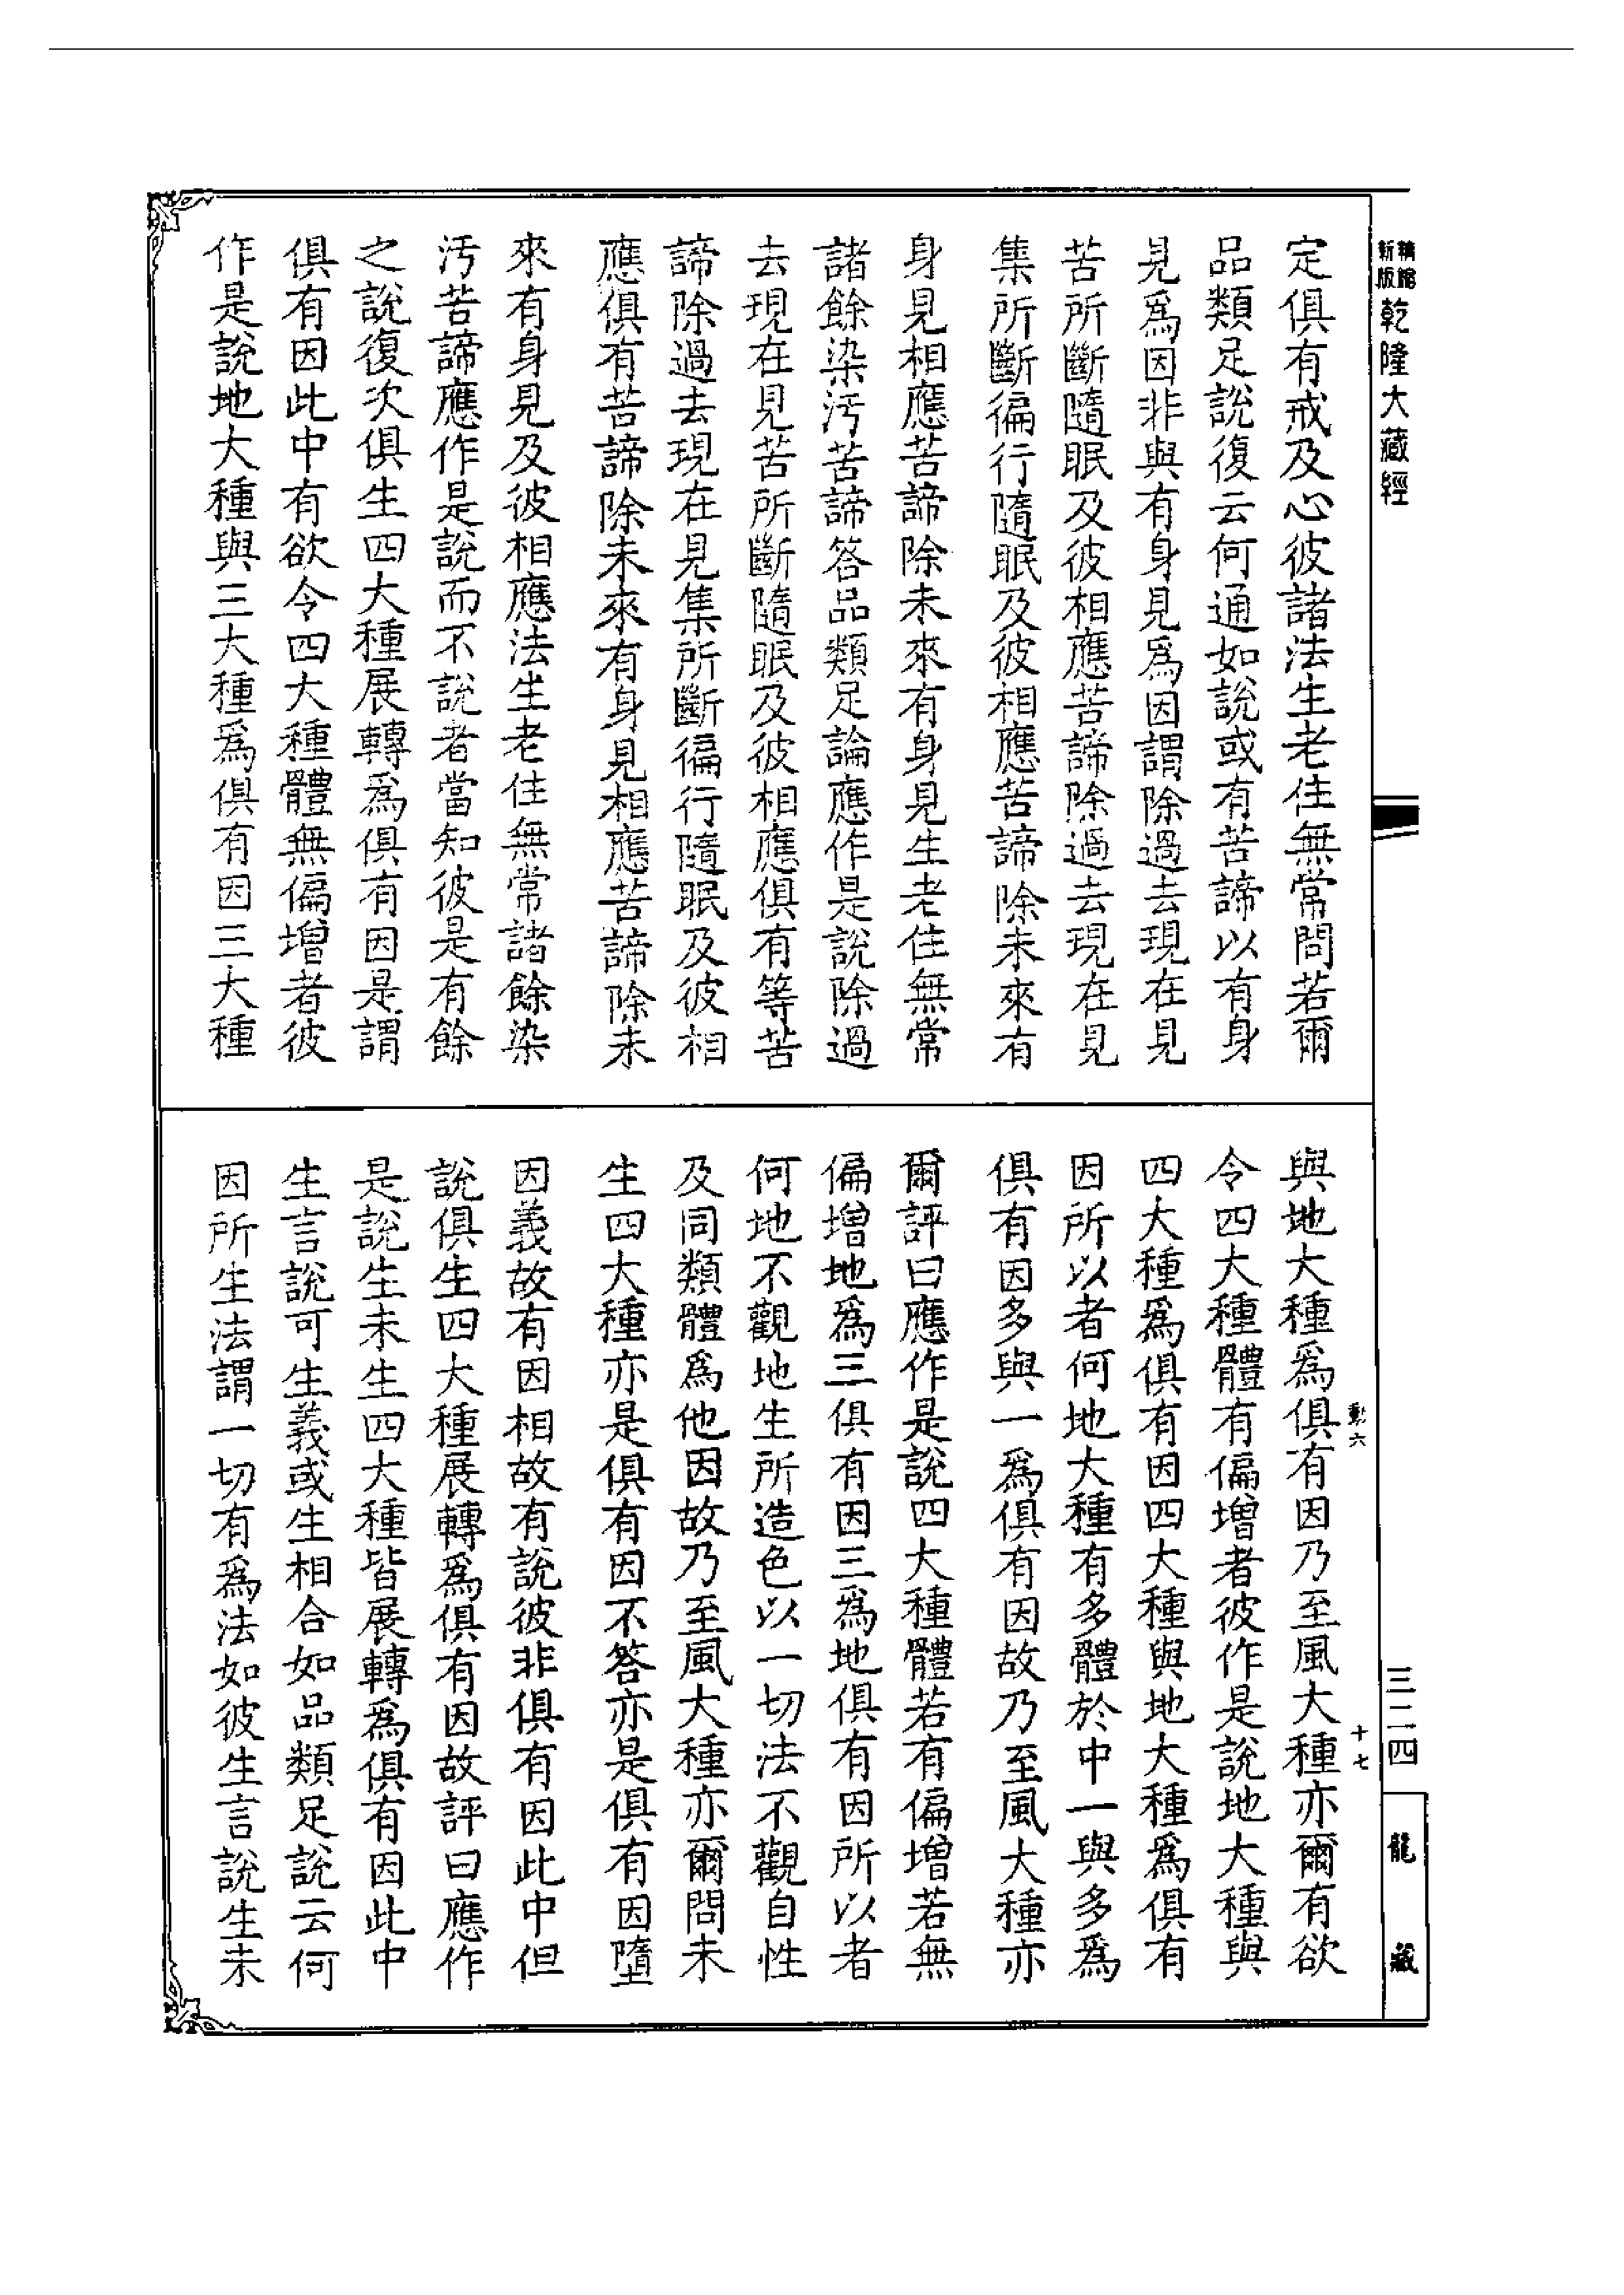 新版
精縮
乾隆大藏經
定俱有戒及心彼諸法生老住無常問若爾
品類足說復云何通如說或有苦諦以有身
見爲因非與有身見爲因謂除過去現在見
苦所斷隨眠及彼相應苦諦除過去現在見
集所斷徧行隨眠及彼相應苦諦除未來有
身見相應苦諦除未來有身見生老住無常
諸餘染汚苦諦答品類足論應作是說除過
去現在見苦所斷隨眠及彼相應俱有等苦
諦除過去現在見集所斷徧行隨眠及彼相
應俱有苦諦除未來有身見相應苦諦除未
來有身見及彼相應法生老住無常諸餘染
汚苦諦應作是說而不說者當知彼是有餘
之說復次俱生四大種展轉爲俱有因是謂
俱有因此中有欲令四大種體無偏增者彼
作是說地大種與三大種爲俱有因三大種
與地大種爲俱有因乃至風大種亦爾有欲
令四大種體有偏增者彼作是說地大種與
四大種爲俱有因四大種與地大種爲俱有
因所以者何地大種有多體於中一與多爲
俱有因多與一爲俱有因故乃至風大種亦
爾評曰應作是說四大種體若有偏增若無
偏增地爲三俱有因三爲地俱有因所以者
何地不觀地生所造色以一切法不觀自性
及同類體爲他因故乃至風大種亦爾問未
生四大種亦是俱有因不答亦是俱有因墮
因義故有因相故有說彼非俱有因此中但
說俱生四大種展轉爲俱有因故評曰應作
是說生未生四大種皆展轉爲俱有因此中
生言說可生義或生相合如品類足說云何
因所生法謂一切有爲法如彼生言說生未
勳六
十七
三二四
龍藏